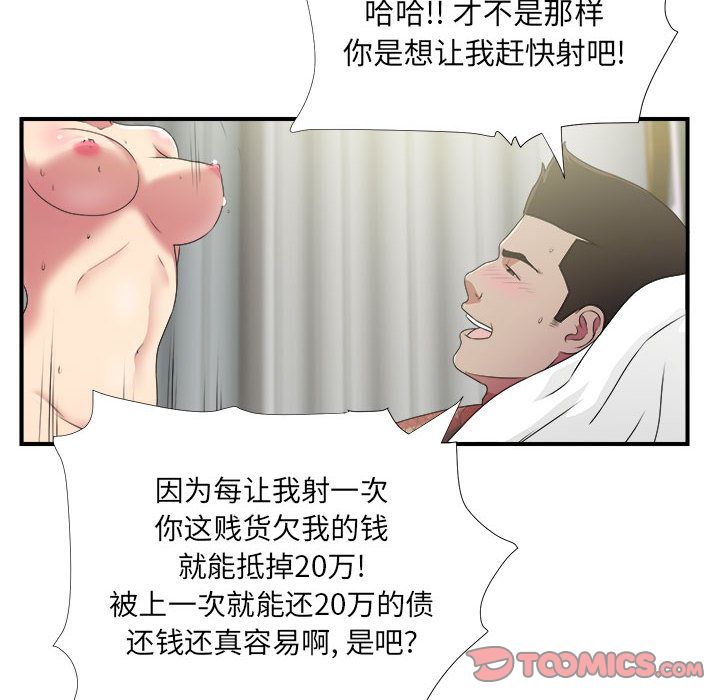 哈哈!! 才不是那样
你是想让我赶快射吧!
因为每让我射一次
你这贱货欠我的钱
就能抵掉20万!
被上一次就能还20万的债
还钱还真容易啊, 是吧?
TOOMICS.COM